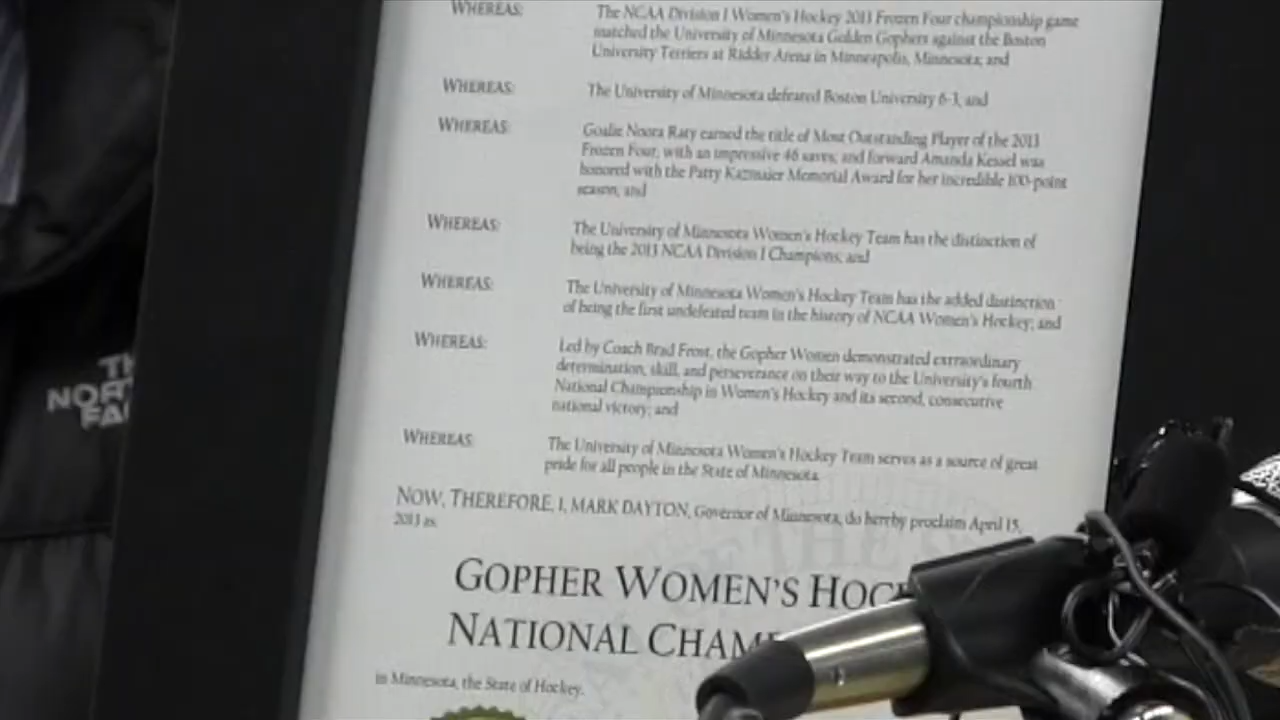 WHEREAS: The NCAA Division I Women's Hockey 2013 Frozen Four championship game
matched the University of Minnesota Golden Gophers against the Boston
University Terriers at Ridder Arena in Minneapolis, Minnesota; and
WHEREAS: The University of Minnesota defeated Boston University 6-3; and
WHEREAS: Goalie Noora Raty earned the title of Most Outstanding Player of the 2013
Frozen Four, with an impressive 46 saves; and forward Amanda Kessel was
honored with the Patty Kazmaier Memorial Award for her incredible 100-point
season; and
WHEREAS: The University of Minnesota Women's Hockey Team has the distinction of
being the 2013 NCAA Division I Champions; and
WHEREAS: The University of Minnesota Women's Hockey Team has the added distinction
of being the first undefeated team in the history of NCAA Women's Hockey; and
WHEREAS: Led by Coach Brad Frost, the Gopher Women demonstrated extraordinary
determination, skill, and perseverance on their way to the University's fourth
National Championship in Women's Hockey and its second, consecutive
national victory; and
WHEREAS: The University of Minnesota Women's Hockey Team serves as a source of great
pride for all people in the State of Minnesota.
NOW, THEREFORE, I, MARK DAYTON, Governor of Minnesota, do hereby proclaim April 15,
2013 as:
GOPHER WOMEN'S HOC
NATIONAL CHAM
in Minnesota, the State of Hockey.
TH
NORT
FAC